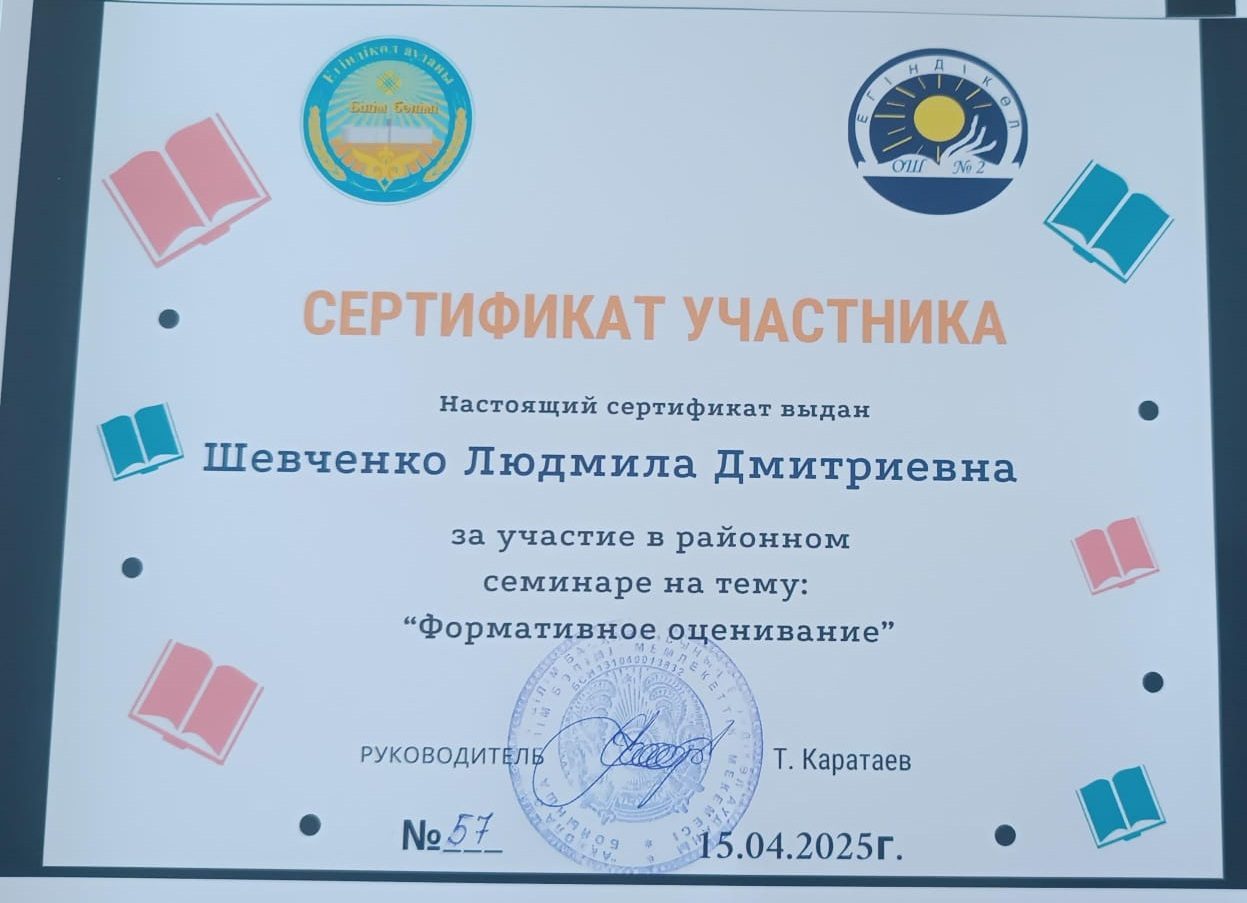 Егіндікөл ауданы
Білім бөлімі
ЕГІНДІКӨЛ
ОШ № 2
СЕРТИФИКАТ УЧАСТНИКА
Настоящий сертификат выдан
Шевченко Людмила Дмитриевна
за участие в районном
семинаре на тему:
“Формативное оценивание”
РУКОВОДИТЕЛЬ
Т. Каратаев
№57
15.04.2025г.